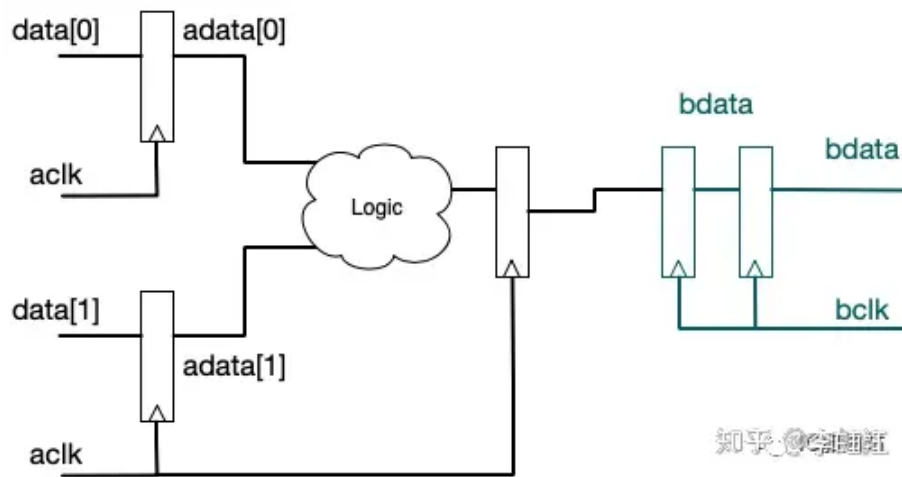 data[0]
adata[0]
aclk
Logic
bdata
bdata
data[1]
adata[1]
bclk
aclk
知乎